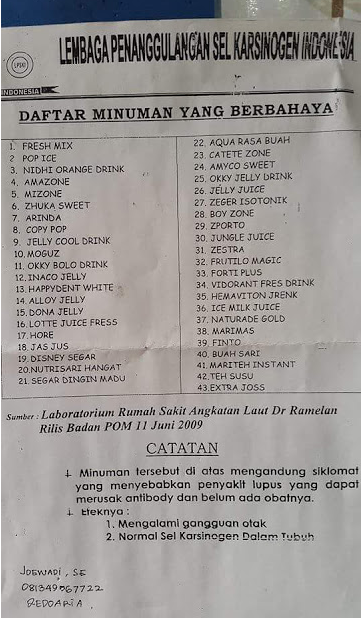 LEMBAGA PENANGGULANGAN SEL KARSINOGEN INDONESIA
LPSKI
INDONESIA
DAFTAR MINUMAN YANG BERBAHAYA
1. FRESH MIX
2 POP ICE
3. NIDHI ORANGE DRINK
4. AMAZONE
5. MIZONE
6. ZHUKA SWEET
7. ARINDA
8. COPY POP
9. JELLY COOL DRINK
10. MOGUZ
11. OKKY BOLO DRINK
12. INACO JELLY
13. HAPPYDENT WHITE
14. ALLOY JELLY
15. DONA JELLY
16. LOTTE JUICE FRESS
17. HORE
18. JAS JUS
19. DISNEY SEGAR
20. NUTRISARI HANGAT
21. SEGAR DINGIN MADU
22. AQUA RASA BUAH
23. CATETE ZONE
24. AMYCO SWEET
25. OKKY JELLY DRINK
26. JELLY JUICE
27. ZEGER ISOTONIK
28. BOY ZONE
29. ZPORTO
30. JUNGLE JUICE
31. ZESTRA
32. FRUTILO MAGIC
33. FORTI PLUS
34. VIDORANT FRES DRINK
35. HEMAVITON JRENK
36. ICE MILK JUICE
37. NATURADE GOLD
38. MARIMAS
39. FINTO
40. BUAH SARI
41. MARITEH INSTANT
42. TEH SUSU
43. EXTRA JOSS
Sumber : Laboratorium Rumah Sakit Angkatan Laut Dr Ramelan
Rilis Badan POM 11 Juni 2009
CATATAN
Minuman tersebut di atas mengandung siklomat
yang menyebabkan penyakit lupus yang dapat
merusak antibody dan belum ada obatnya.
Efeknya :
1. Mengalami gangguan otak
2. Normal Sel Karsinogen Dalam Tubuh
JOEWADI, SE
081349067722
REDOARIA